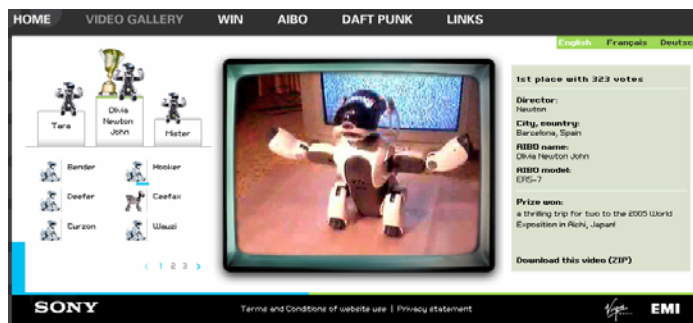 HOME VIDEO GALLERY WIN AIBO DAFT PUNK LINKS
English Français Deutsc
Tara
Olivia
Newton
John
Mister
Bender Hooker
Deefer Ceefax
Curzon Wauzi
< 1 2 3 >
1st place with 323 votes
Director:
Newton
City, country:
Barcelona, Spain
AIBO name:
Olivia Newton John
AIBO model:
ERS-7
Prize won:
a thrilling trip for two to the 2005 World
Exposition in Aichi, Japan!
Download this video (ZIP)
SONY Terms and Conditions of website use | Privacy statement Virgin EMI